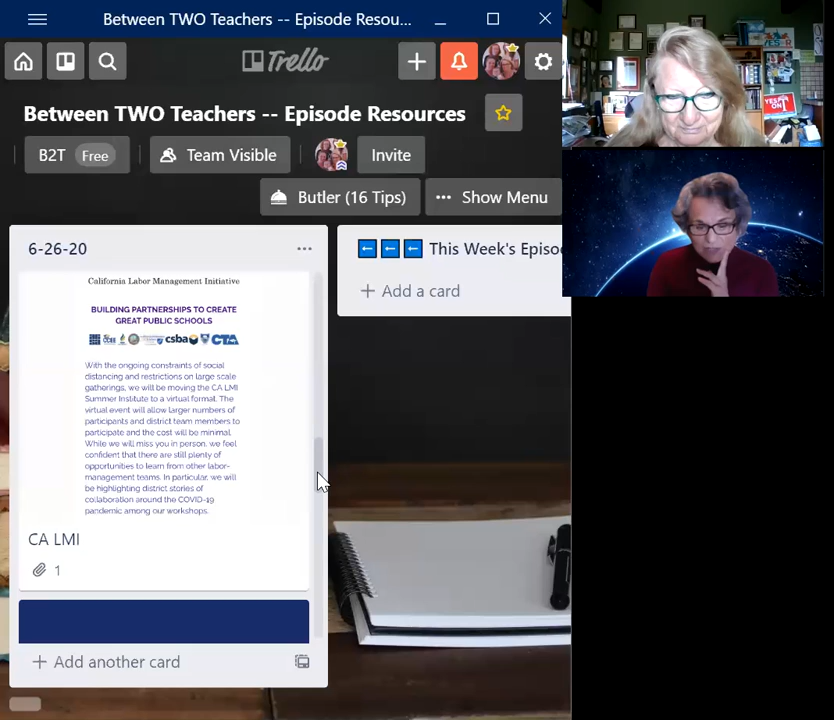 Between TWO Teachers -- Episode Resou...
Trello
Between TWO Teachers -- Episode Resources
B2T Free
Team Visible
Invite
Butler (16 Tips)
... Show Menu
6-26-20
This Week's Episo
+ Add a card
California Labor Management Initiative
BUILDING PARTNERSHIPS TO CREATE
GREAT PUBLIC SCHOOLS
csba
CTA
With the ongoing constraints of social
distancing and restrictions on large scale
gatherings, we will be moving the CA LMI
Summer Institute to a virtual format. The
virtual event will allow larger numbers of
participants and district team members to
participate and the cost will be minimal.
While we will miss you in person, we feel
confident that there are still plenty of
opportunities to learn from other labor-
management teams. In particular, we will
be highlighting district stories of
collaboration around the COVID-19
pandemic among our workshops.
CA LMI
1
+ Add another card